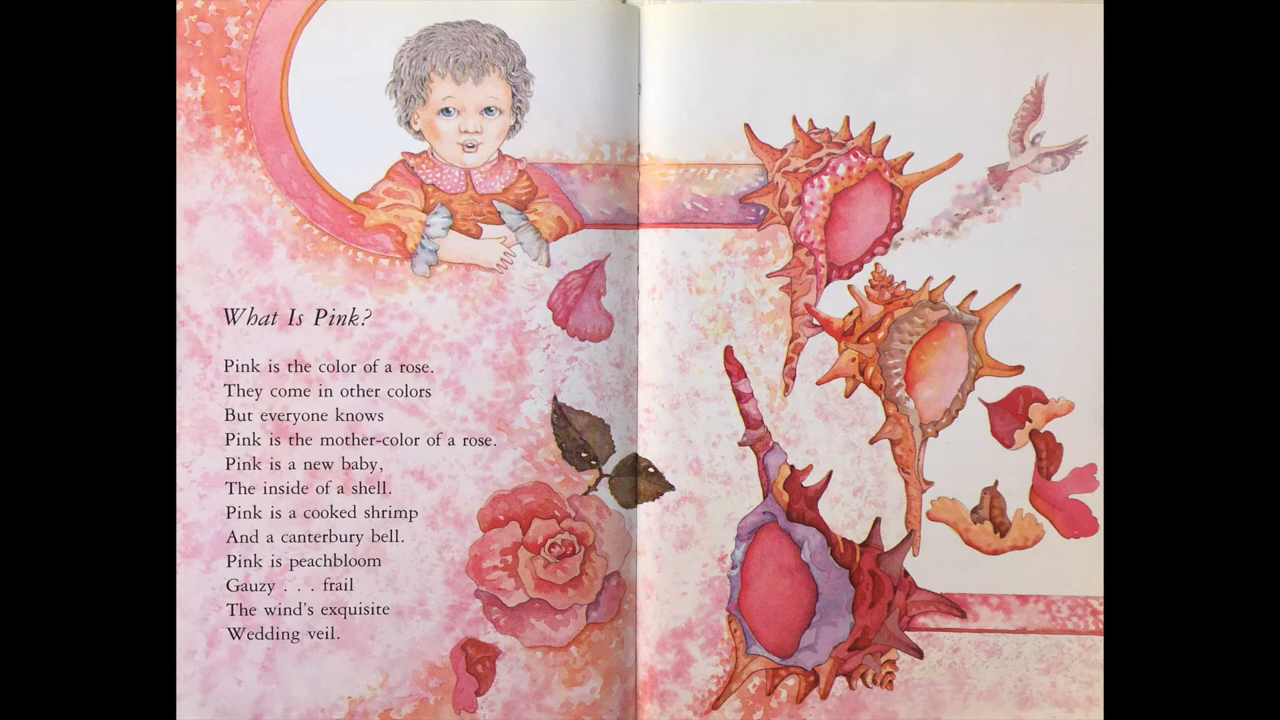 What Is Pink?
Pink is the color of a rose.
They come in other colors
But everyone knows
Pink is the mother-color of a rose.
Pink is a new baby,
The inside of a shell.
Pink is a cooked shrimp
And a canterbury bell.
Pink is peachbloom
Gauzy . . . frail
The wind's exquisite
Wedding veil.